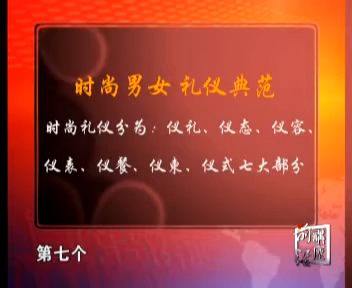 时尚男女礼仪典范
时尚礼仪分为：仪礼、仪态、仪容、
仪表、仪餐、仪柬、仪式七大部分
第七个